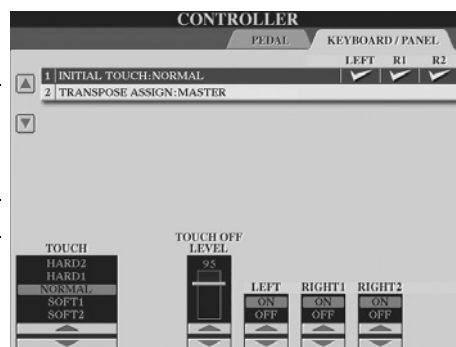 CONTROLLER
PEDAL KEYBOARD / PANEL
LEFT R1 R2
1 INITIAL TOUCH:NORMAL
2 TRANSPOSE ASSIGN:MASTER
TOUCH
HARD2
HARD1
NORMAL
SOFT1
SOFT2
TOUCH OFF
LEVEL
95
LEFT
ON
OFF
RIGHT1
ON
OFF
RIGHT2
ON
OFF